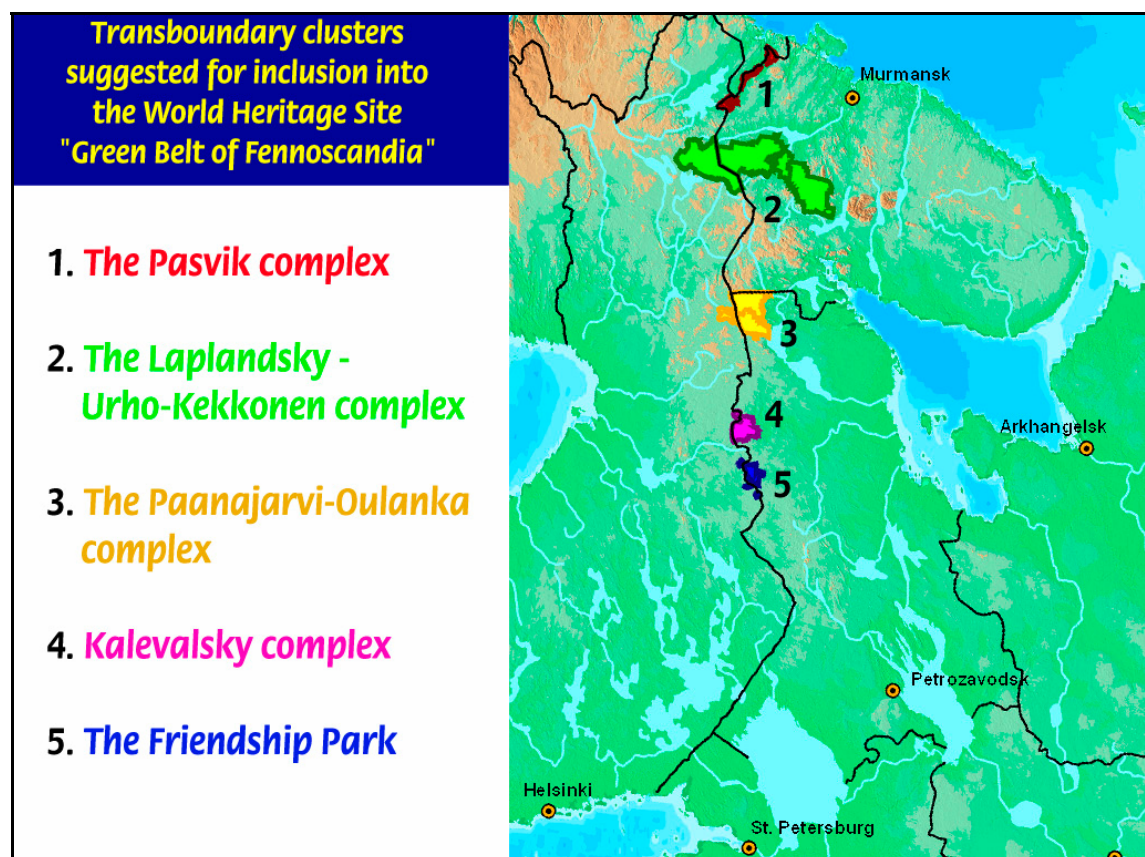 Transboundary clusters
suggested for inclusion into
the World Heritage Site
"Green Belt of Fennoscandia"
1. The Pasvik complex
2. The Laplandsky -
Urho-Kekkonen complex
3. The Paanajarvi-Oulanka
complex
4. Kalevalsky complex
5. The Friendship Park
Murmansk
1
2
3
4
Arkhangelsk
5
Petrozavodsk
Helsinki
St. Petersburg